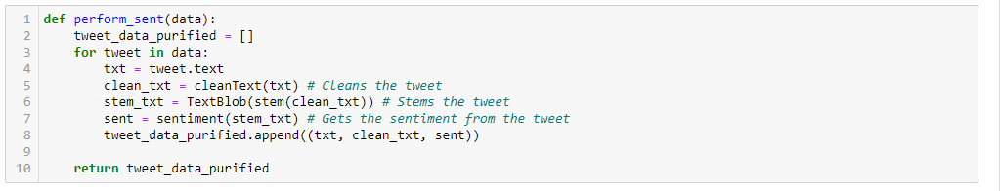 1 def perform_sent(data):
2     tweet_data_purified = []
3     for tweet in data:
4         txt = tweet.text
5         clean_txt = cleanText(txt) # Cleans the tweet
6         stem_txt = TextBlob(stem(clean_txt)) # Stems the tweet
7         sent = sentiment(stem_txt) # Gets the sentiment from the tweet
8         tweet_data_purified.append((txt, clean_txt, sent))
9
10     return tweet_data_purified